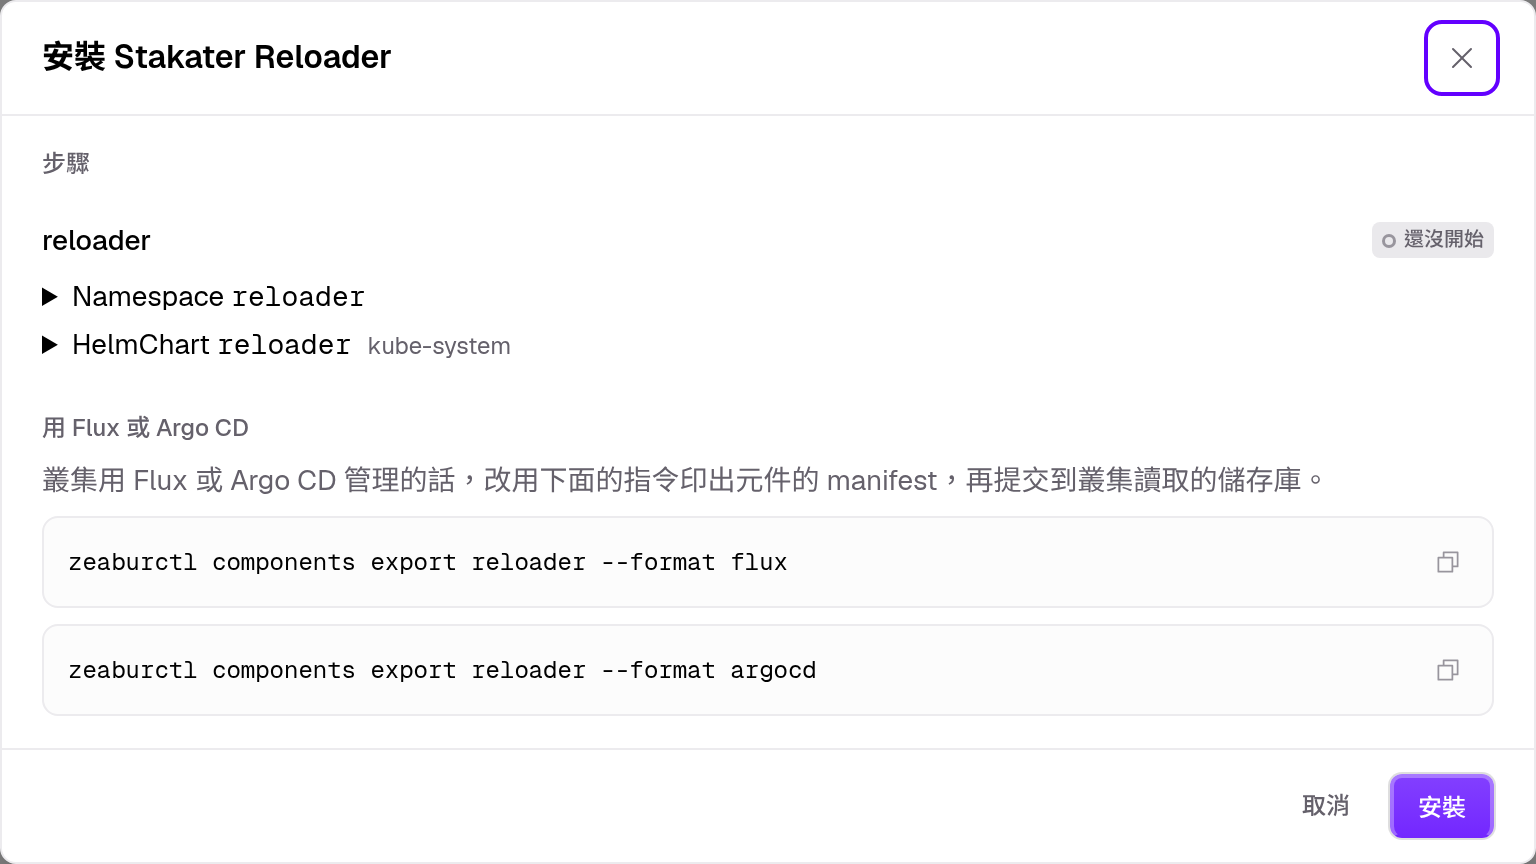 安裝 Stakater Reloader
步驟
reloader
還沒開始
Namespace reloader
HelmChart reloader kube-system
用 Flux 或 Argo CD
叢集用 Flux 或 Argo CD 管理的話，改用下面的指令印出元件的 manifest，再提交到叢集讀取的儲存庫。
zeaburctl components export reloader --format flux
zeaburctl components export reloader --format argocd
取消
安裝